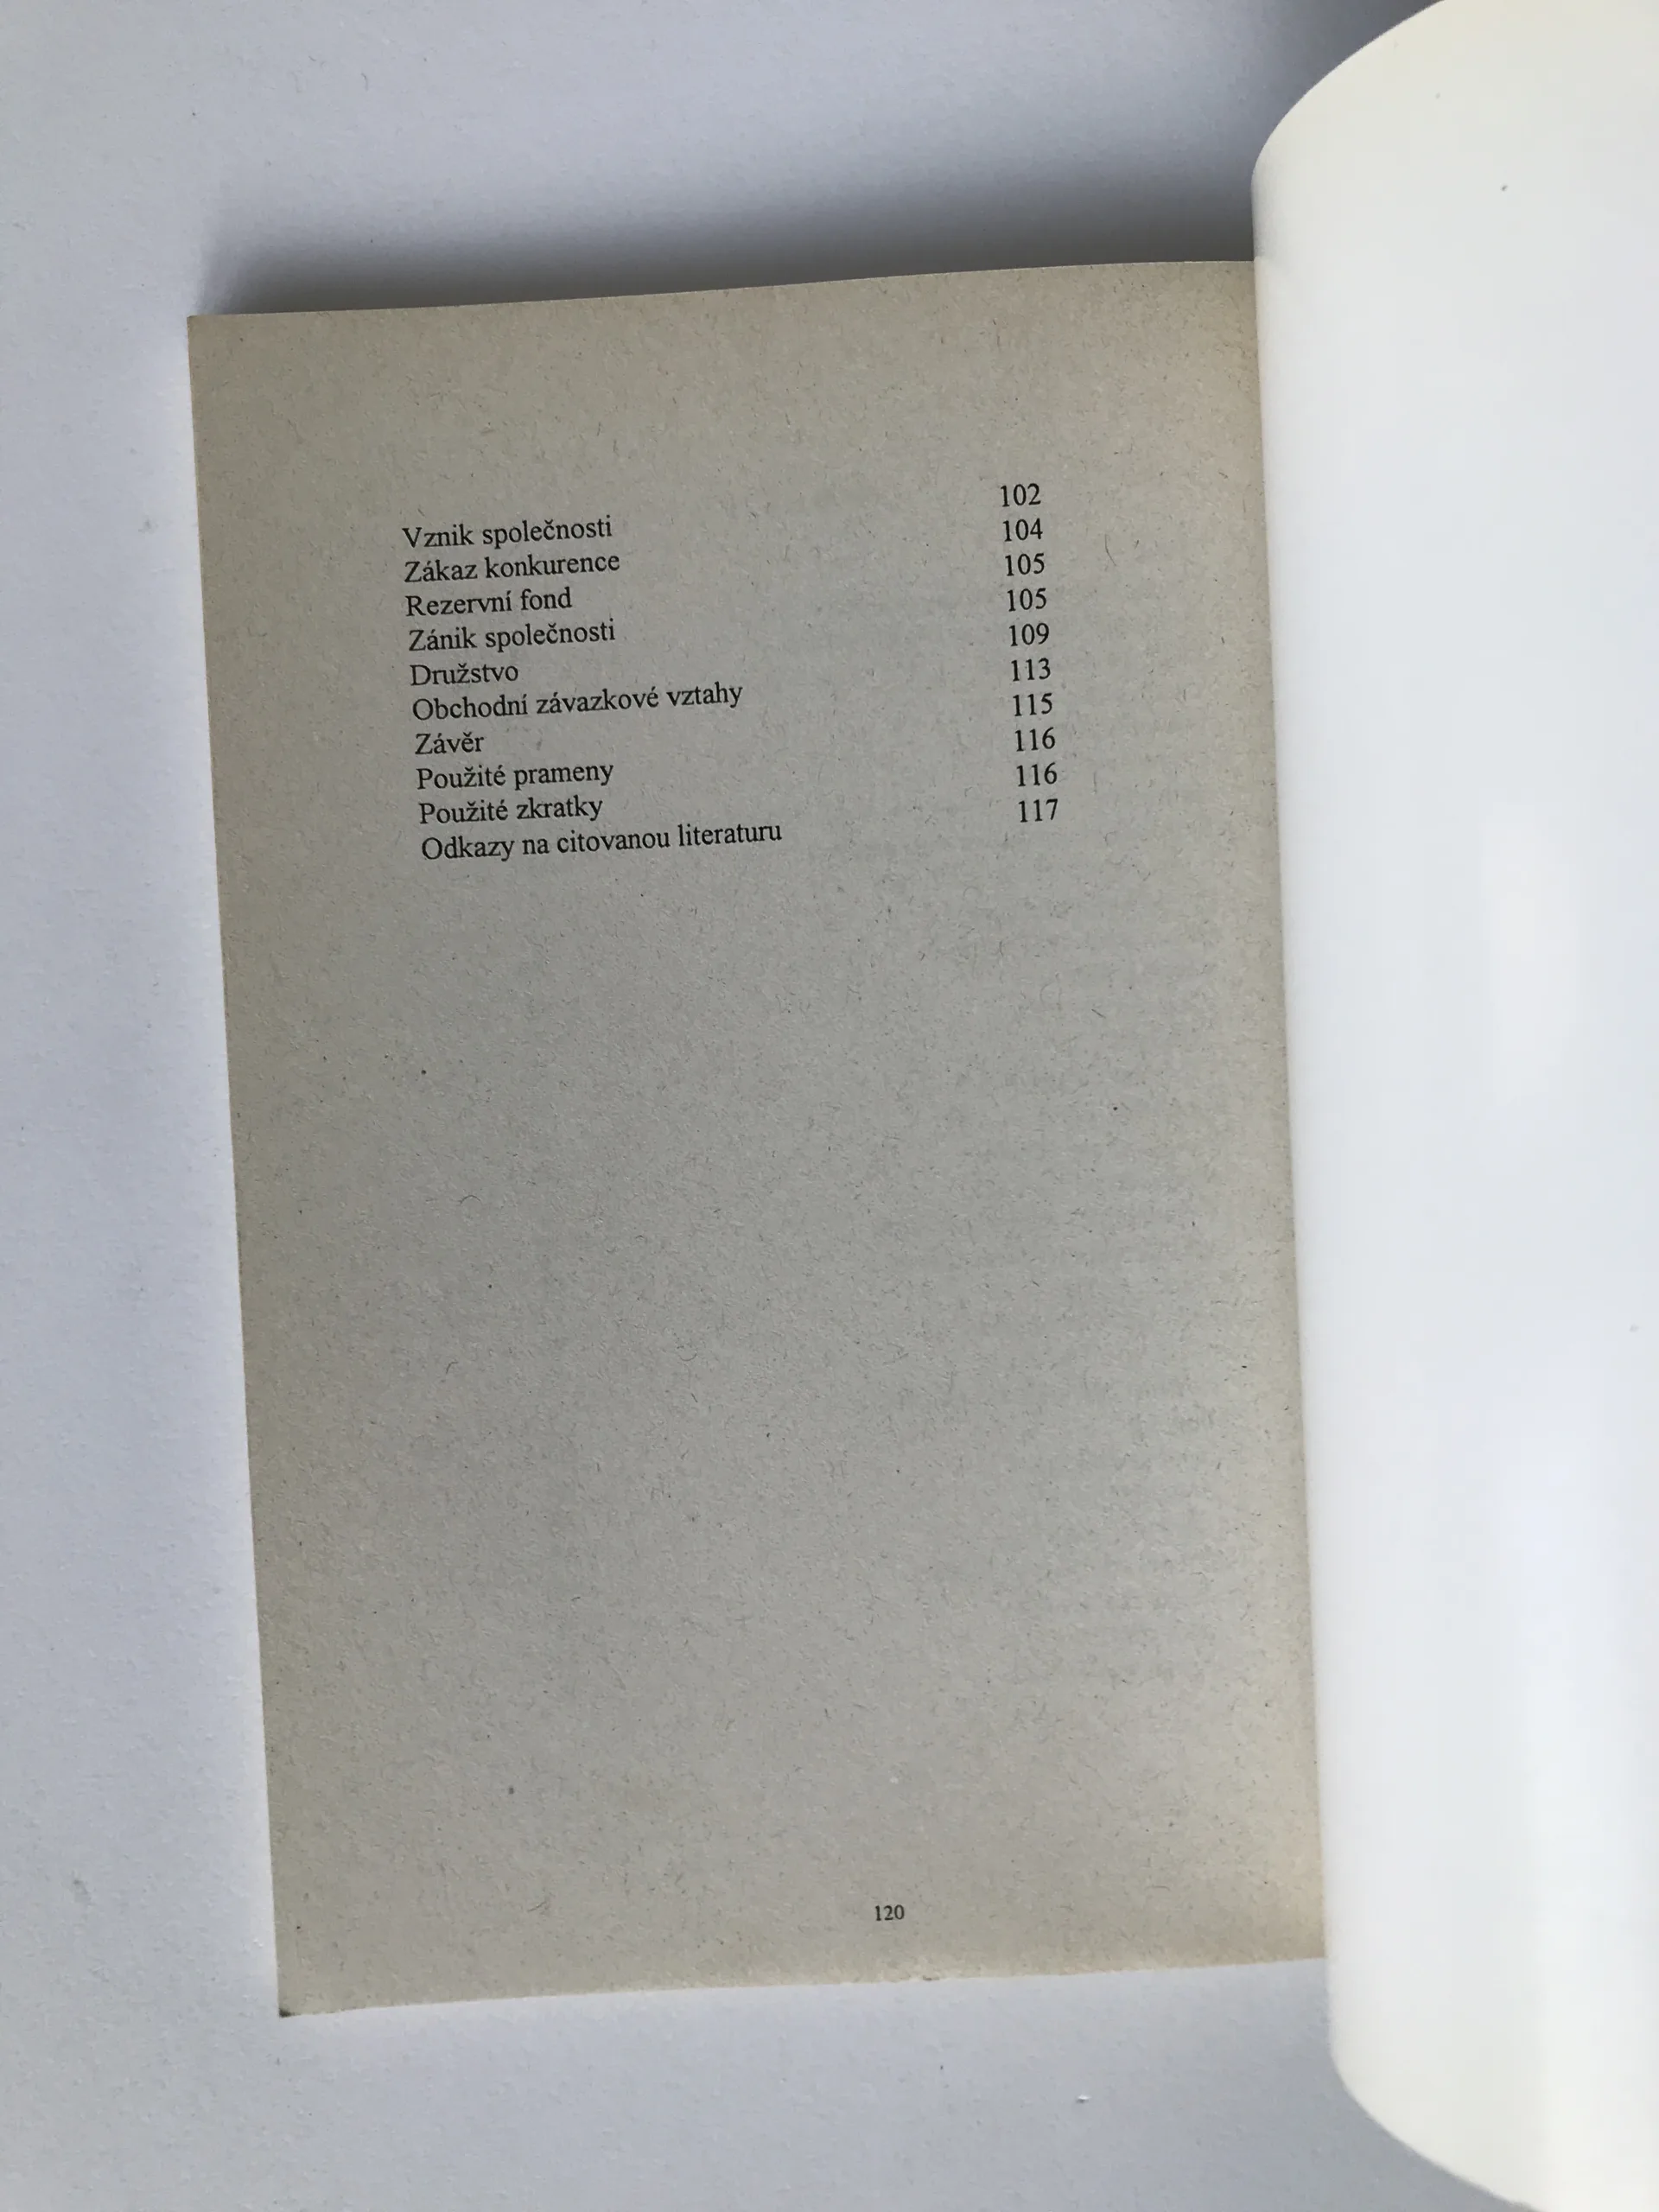 Vznik společnosti 102
Zákaz konkurence 104
Rezervní fond 105
Zánik společnosti 105
Družstvo 109
Obchodní závazkové vztahy 113
Závěr 115
Použité prameny 116
Použité zkratky 116
Odkazy na citovanou literaturu 117
120